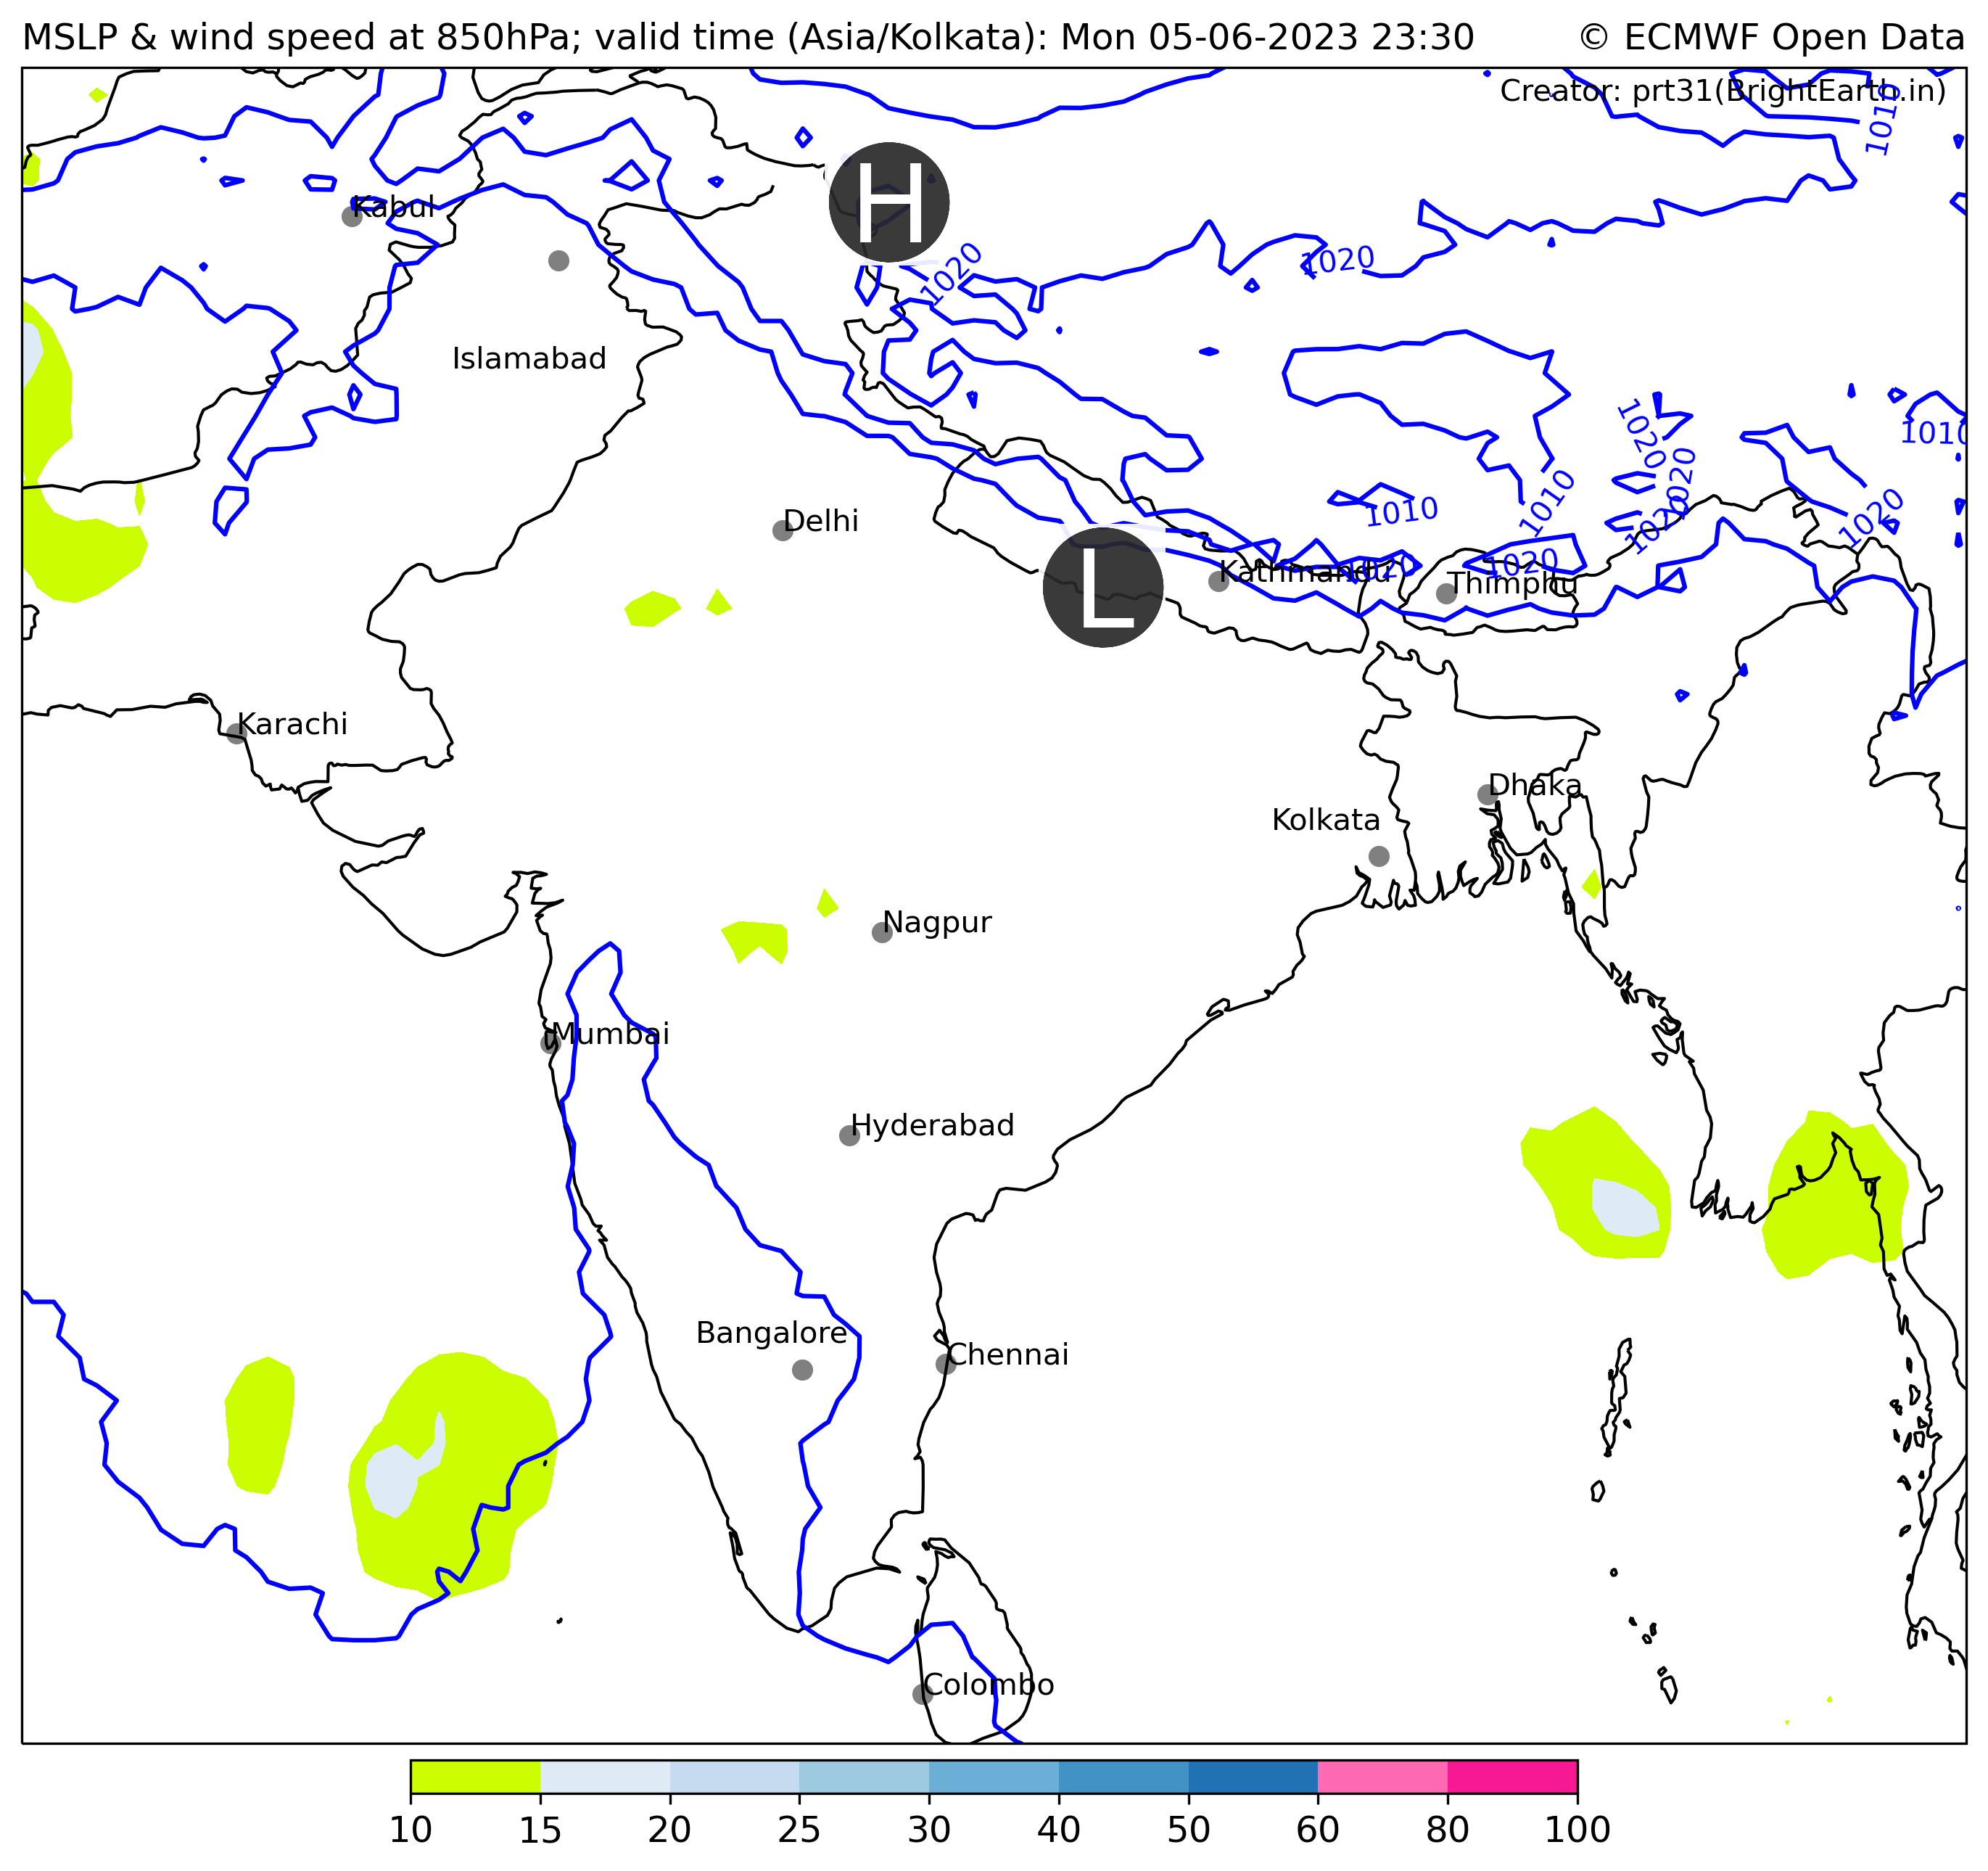 MSLP & wind speed at 850hPa; valid time (Asia/Kolkata): Mon 05-06-2023 23:30
© ECMWF Open Data
Creator: prt31(BrightEarth.in)
1010
H
Kabul
1020
1020
Islamabad
1020
1010
1020
1010
1010
1020
1020
Delhi
L
Kathmandu
1020
1020
Thimphu
Karachi
Dhaka
Kolkata
Nagpur
Mumbai
Hyderabad
Bangalore
Chennai
Colombo
10 15 20 25 30 40 50 60 80 100